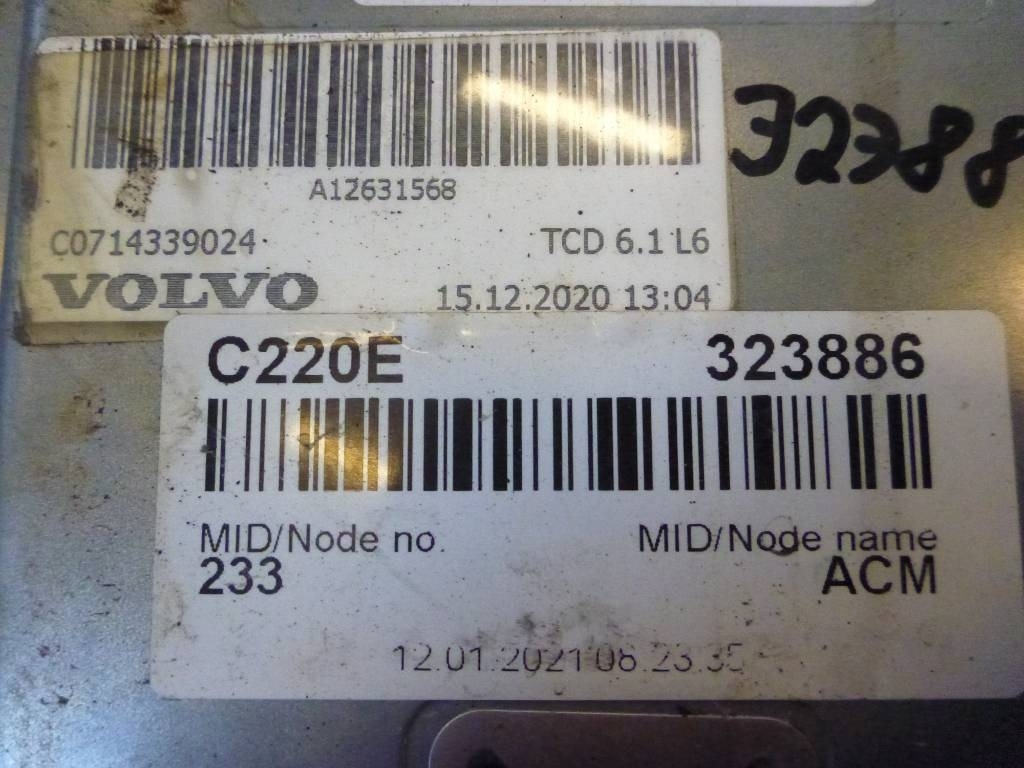 A12631568
C0714339024 TCD 6.1 L6
VOLVO 15.12.2020 13:04
32388
C220E 323886
MID/Node no. MID/Node name
233 ACM
12.01.2021 08:23:35